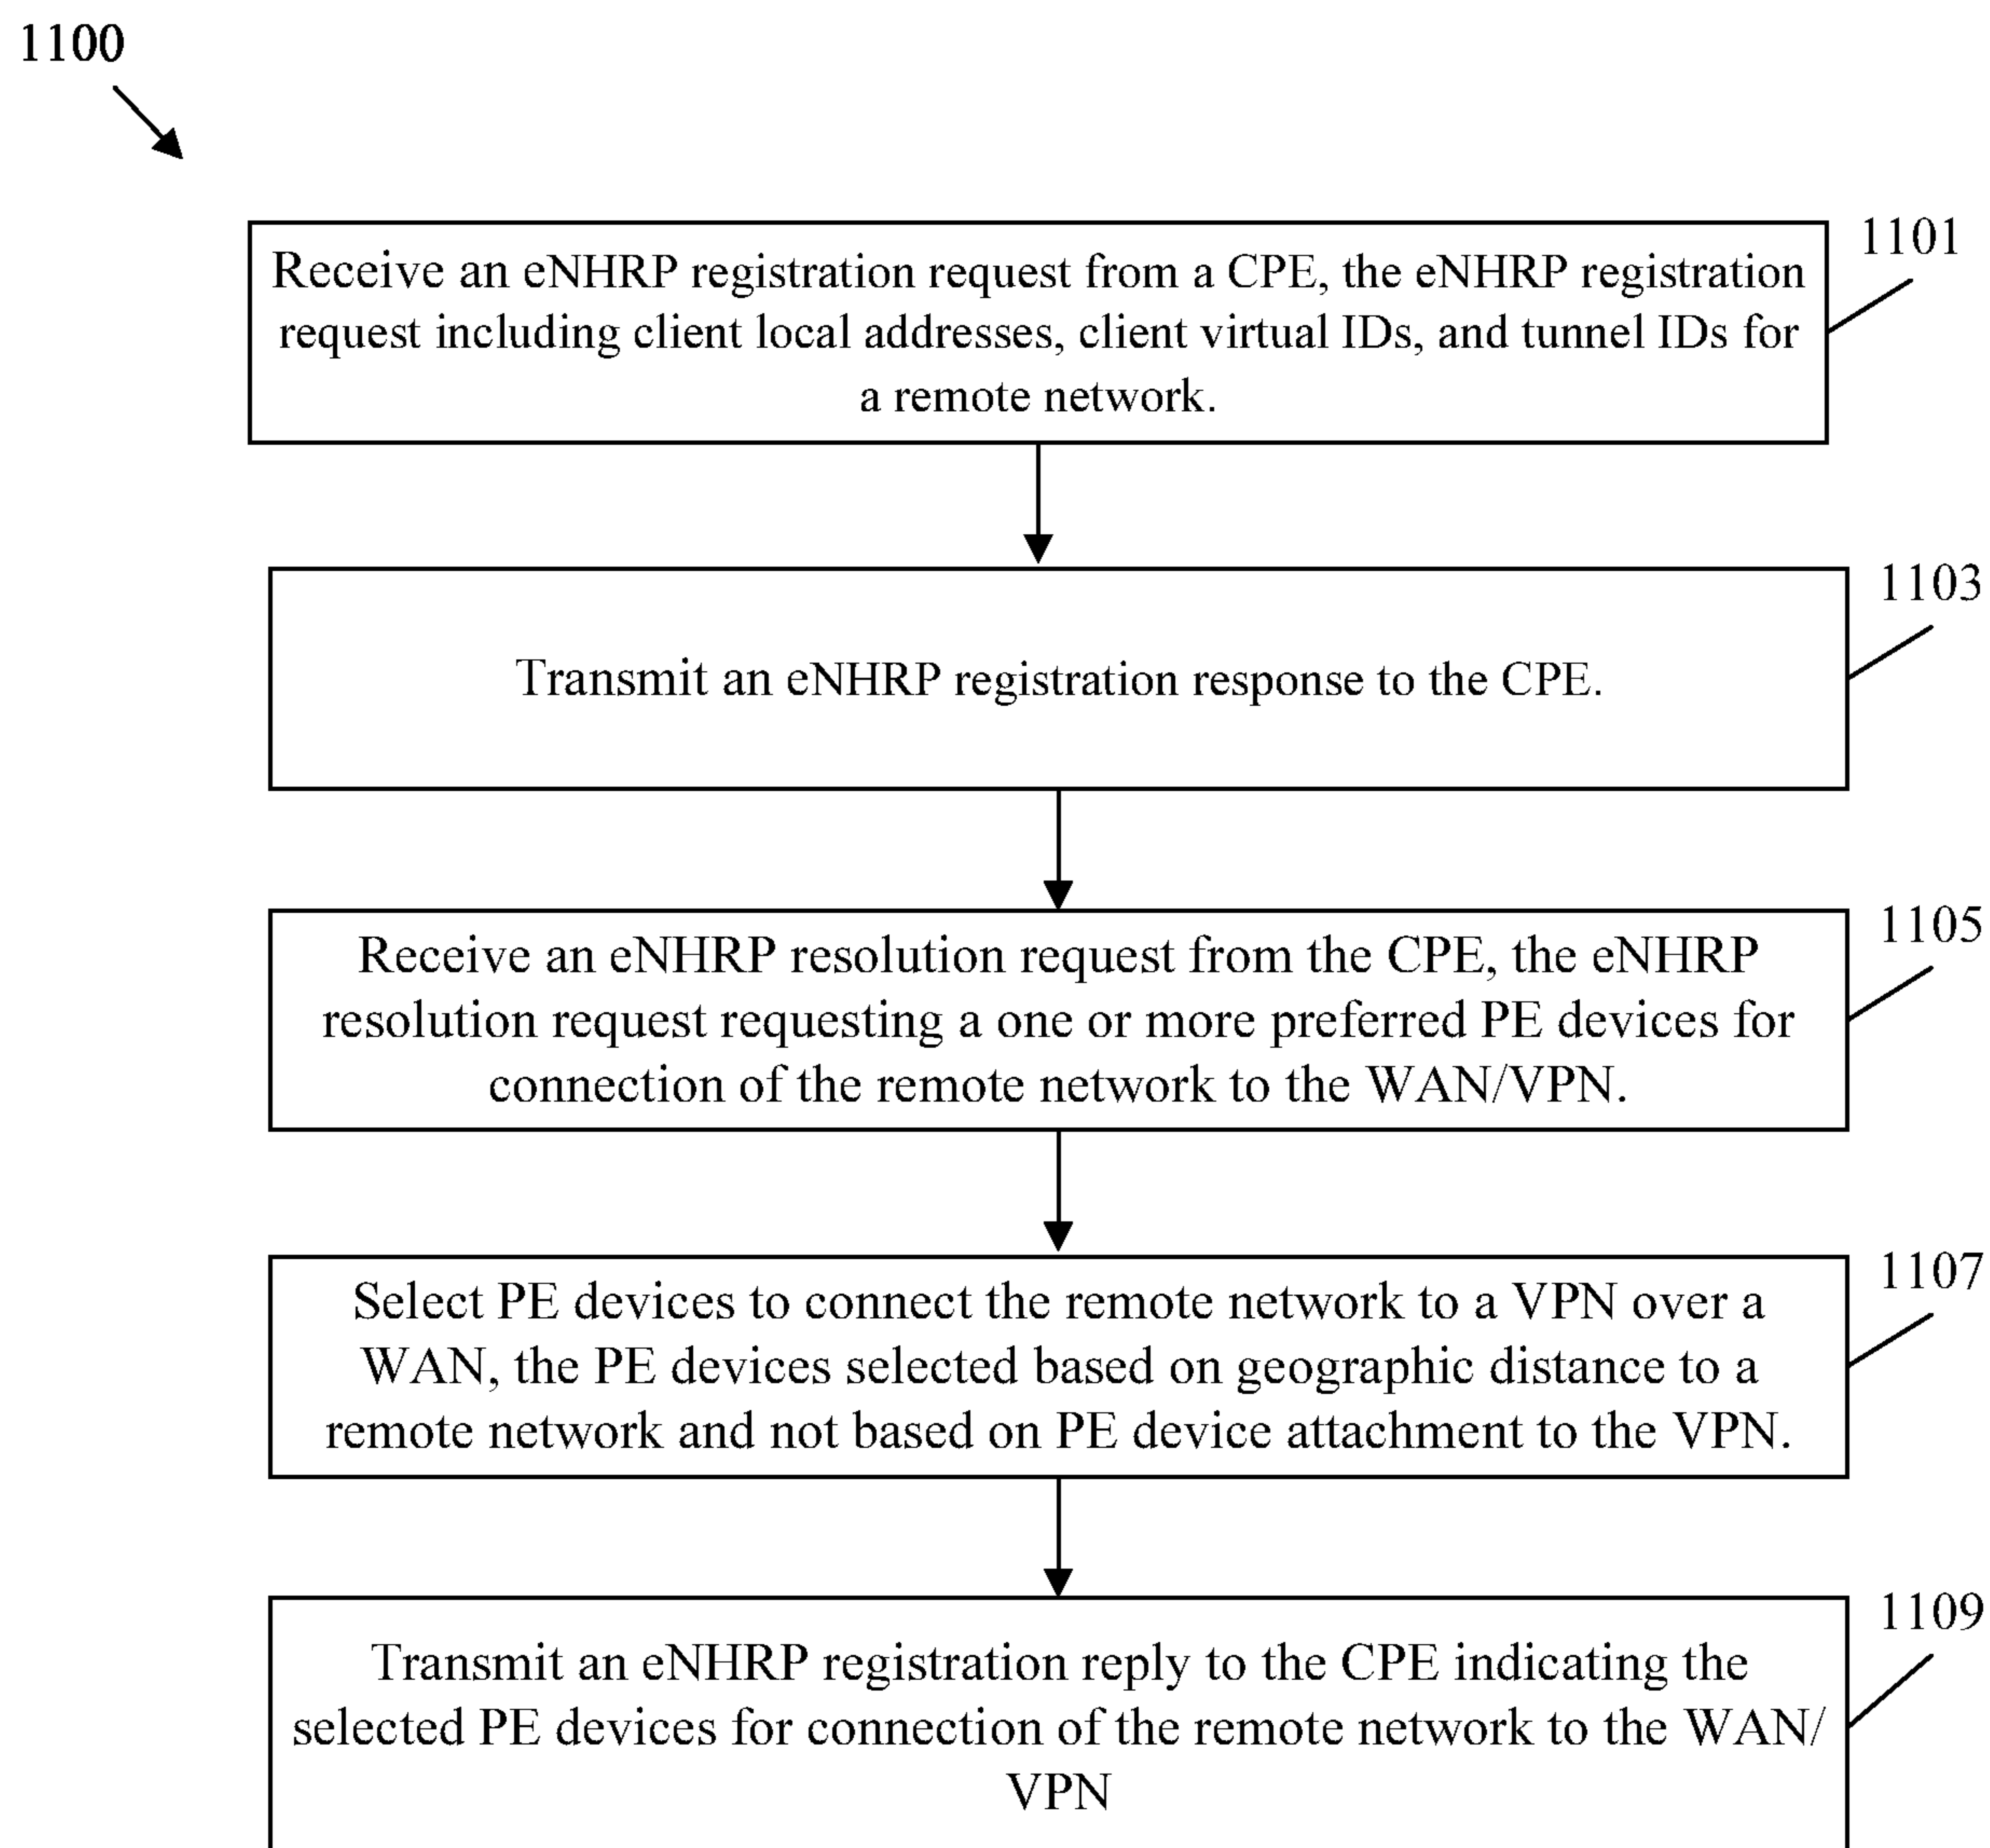 1100
1101
Receive an eNHRP registration request from a CPE, the eNHRP registration
request including client local addresses, client virtual IDs, and tunnel IDs for
a remote network.
1103
Transmit an eNHRP registration response to the CPE.
1105
Receive an eNHRP resolution request from the CPE, the eNHRP
resolution request requesting a one or more preferred PE devices for
connection of the remote network to the WAN/VPN.
1107
Select PE devices to connect the remote network to a VPN over a
WAN, the PE devices selected based on geographic distance to a
remote network and not based on PE device attachment to the VPN.
1109
Transmit an eNHRP registration reply to the CPE indicating the
selected PE devices for connection of the remote network to the WAN/
VPN